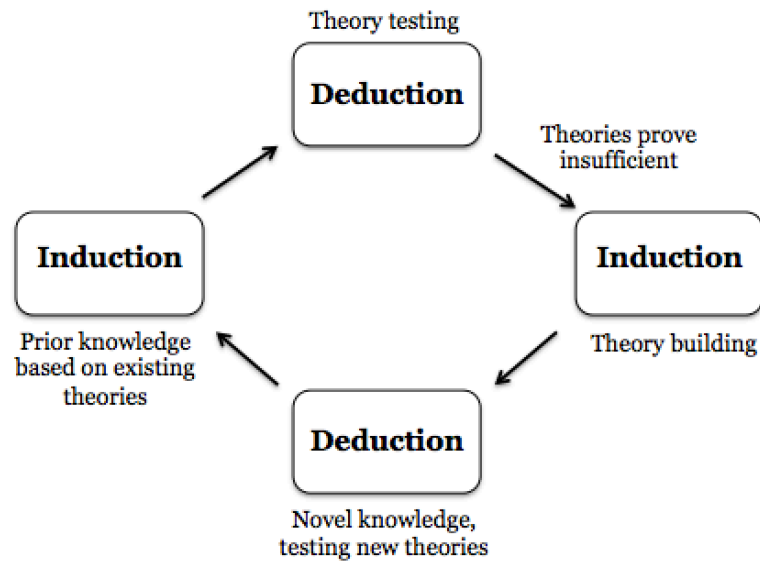 Theory testing
Deduction
Theories prove
insufficient
Induction
Theory building
Deduction
Novel knowledge,
testing new theories
Induction
Prior knowledge
based on existing
theories